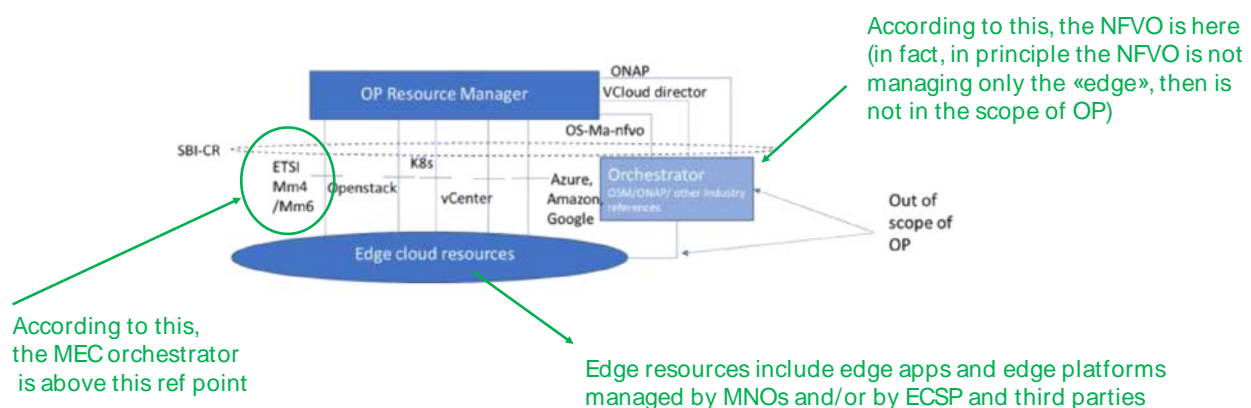 According to this, the NFVO is here
(in fact, in principle the NFVO is not
managing only the «edge», then is
not in the scope of OP)
ONAP
OP Resource Manager
VCloud director
OS-Ma-nfvo
SBI-CR
K8s
ETSI
Mm4
/Mm6
Openstack
vCenter
Azure,
Amazon,
Google
Orchestrator
OSM/ONAP/ other Industry
references
Out of
scope of
OP
Edge cloud resources
According to this,
the MEC orchestrator
is above this ref point
Edge resources include edge apps and edge platforms
managed by MNOs and/or by ECSP and third parties